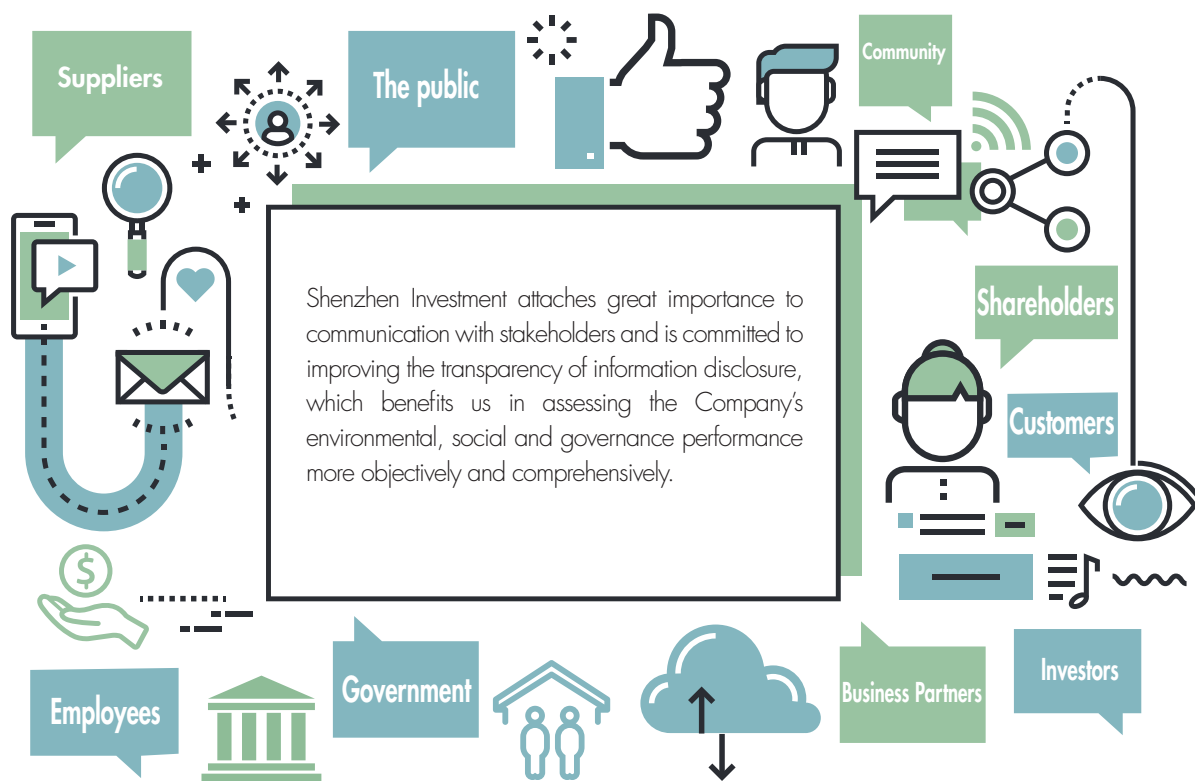 Suppliers
The public
Community
Shenzhen Investment attaches great importance to
communication with stakeholders and is committed to
improving the transparency of information disclosure,
which benefits us in assessing the Company's
environmental, social and governance performance
more objectively and comprehensively.
Shareholders
Customers
$
Employees
Government
Business Partners
Investors